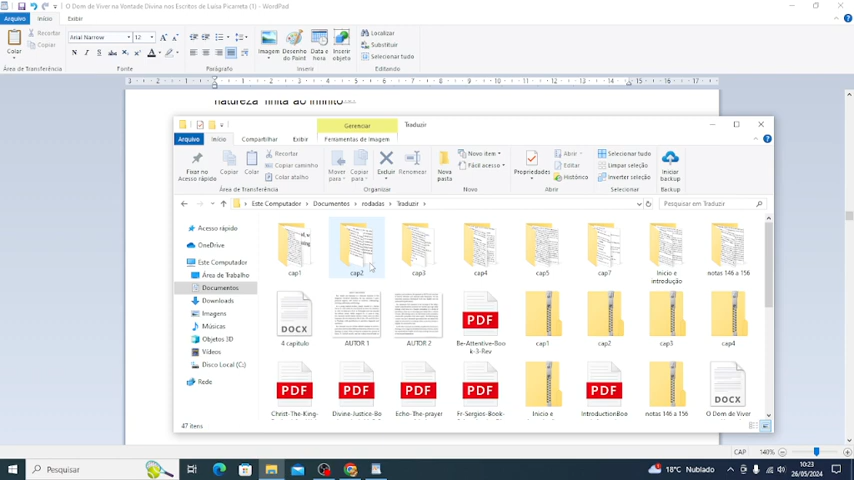 O Dom de Viver na Vontade Divina nos Escritos de Luisa Picarreta (1) - WordPad
Arquivo Início Exibir
Colar Recortar Copiar
Arial Narrow 12
Imagem Desenho do Paint Data e hora Inserir objeto
Localizar
Substituir
Selecionar tudo
Área de Transferência Fonte Parágrafo Inserir Editando
natureza finita ao infinito
Gerenciar Traduzir
Arquivo Início Compartilhar Exibir Ferramentas de Imagem
Fixar no Acesso rápido Copiar Colar
Recortar
Copiar caminho
Colar atalho
Mover para Copiar para Excluir Renomear
Nova pasta
Novo item
Fácil acesso
Propriedades
Abrir
Editar
Histórico
Selecionar tudo
Limpar seleção
Inverter seleção
Iniciar backup
Área de transferência Organizar Novo Abrir Selecionar Backup
Este Computador Documentos rodadas Traduzir
Pesquisar em Traduzir
Acesso rápido
OneDrive
Este Computador
Área de Trabalho
Documentos
Downloads
Imagens
Músicas
Objetos 3D
Vídeos
Disco Local (C:)
Rede
cap1 cap2 cap3 cap4 cap5 cap7 Inicio e introdução notas 146 a 156
DOCX PDF
4 capitulo AUTOR 1 AUTOR 2 Be-Attentive-Book-3-Rev cap1 cap2 cap3 cap4
PDF PDF PDF PDF PDF DOCX
Christ-The-King- Divine-Justice-Bo Echo-The-prayer Fr-Sergios-Book- Inicio e IntroductionBoo notas 146 a 156 O Dom de Viver
47 itens
CAP 140%
Pesquisar
18°C Nublado
10:23
26/05/2024